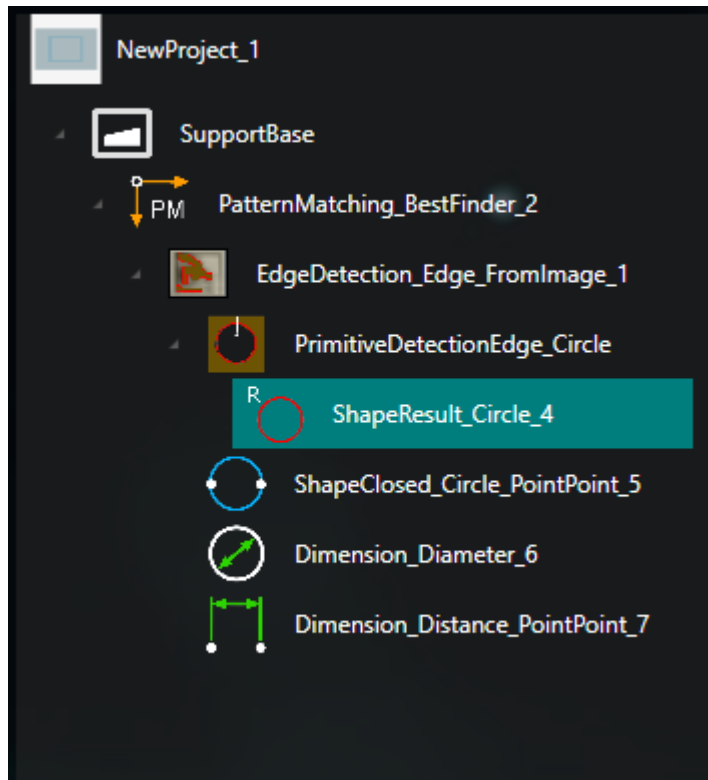 NewProject_1
SupportBase
PM PatternMatching_BestFinder_2
EdgeDetection_Edge_FromImage_1
PrimitiveDetectionEdge_Circle
R ShapeResult_Circle_4
ShapeClosed_Circle_PointPoint_5
Dimension_Diameter_6
Dimension_Distance_PointPoint_7